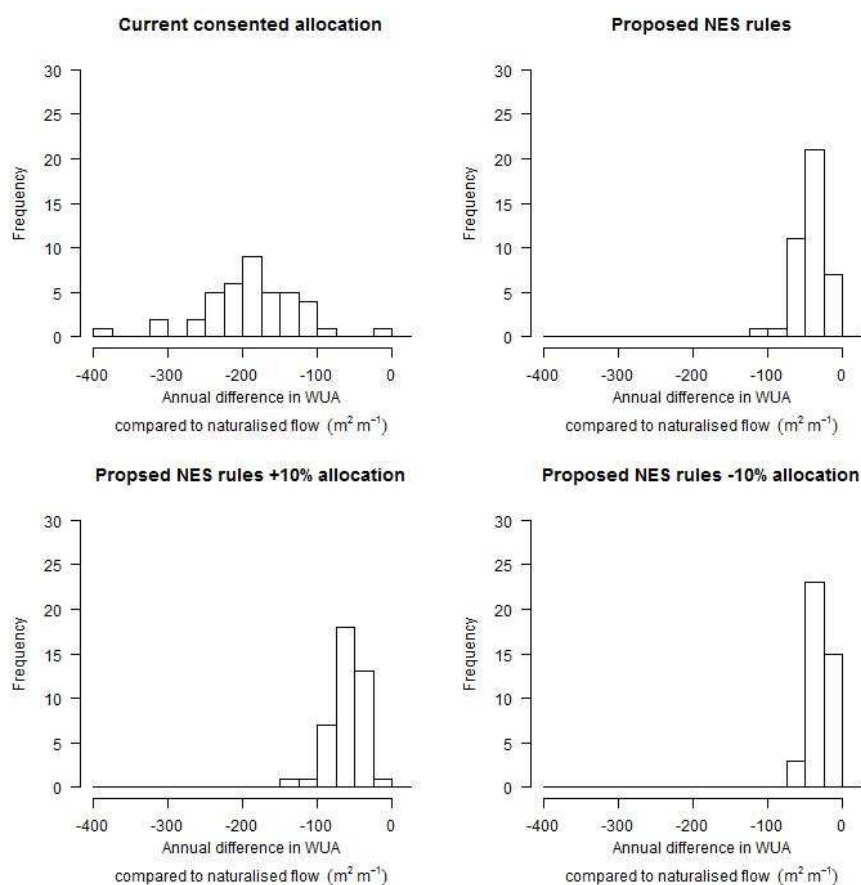 Current consented allocation
30
25
20
15
10
5
0
Frequency
-400 -300 -200 -100 0
Annual difference in WUA
compared to naturalised flow (m² m⁻¹)
Proposed NES rules
30
25
20
15
10
5
0
Frequency
-400 -300 -200 -100 0
Annual difference in WUA
compared to naturalised flow (m² m⁻¹)
Propsed NES rules +10% allocation
30
25
20
15
10
5
0
Frequency
-400 -300 -200 -100 0
Annual difference in WUA
compared to naturalised flow (m² m⁻¹)
Proposed NES rules -10% allocation
30
25
20
15
10
5
0
Frequency
-400 -300 -200 -100 0
Annual difference in WUA
compared to naturalised flow (m² m⁻¹)